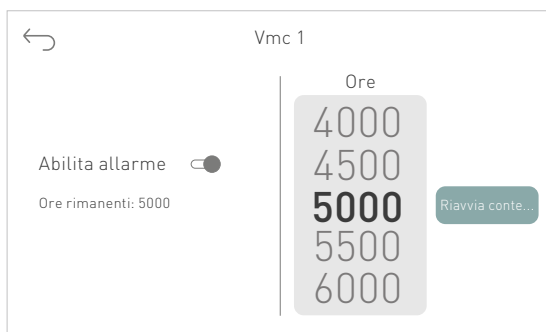 Vmc 1
Abilita allarme
Ore rimanenti: 5000
Ore
4000
4500
5000
5500
6000
Riavvia conte...